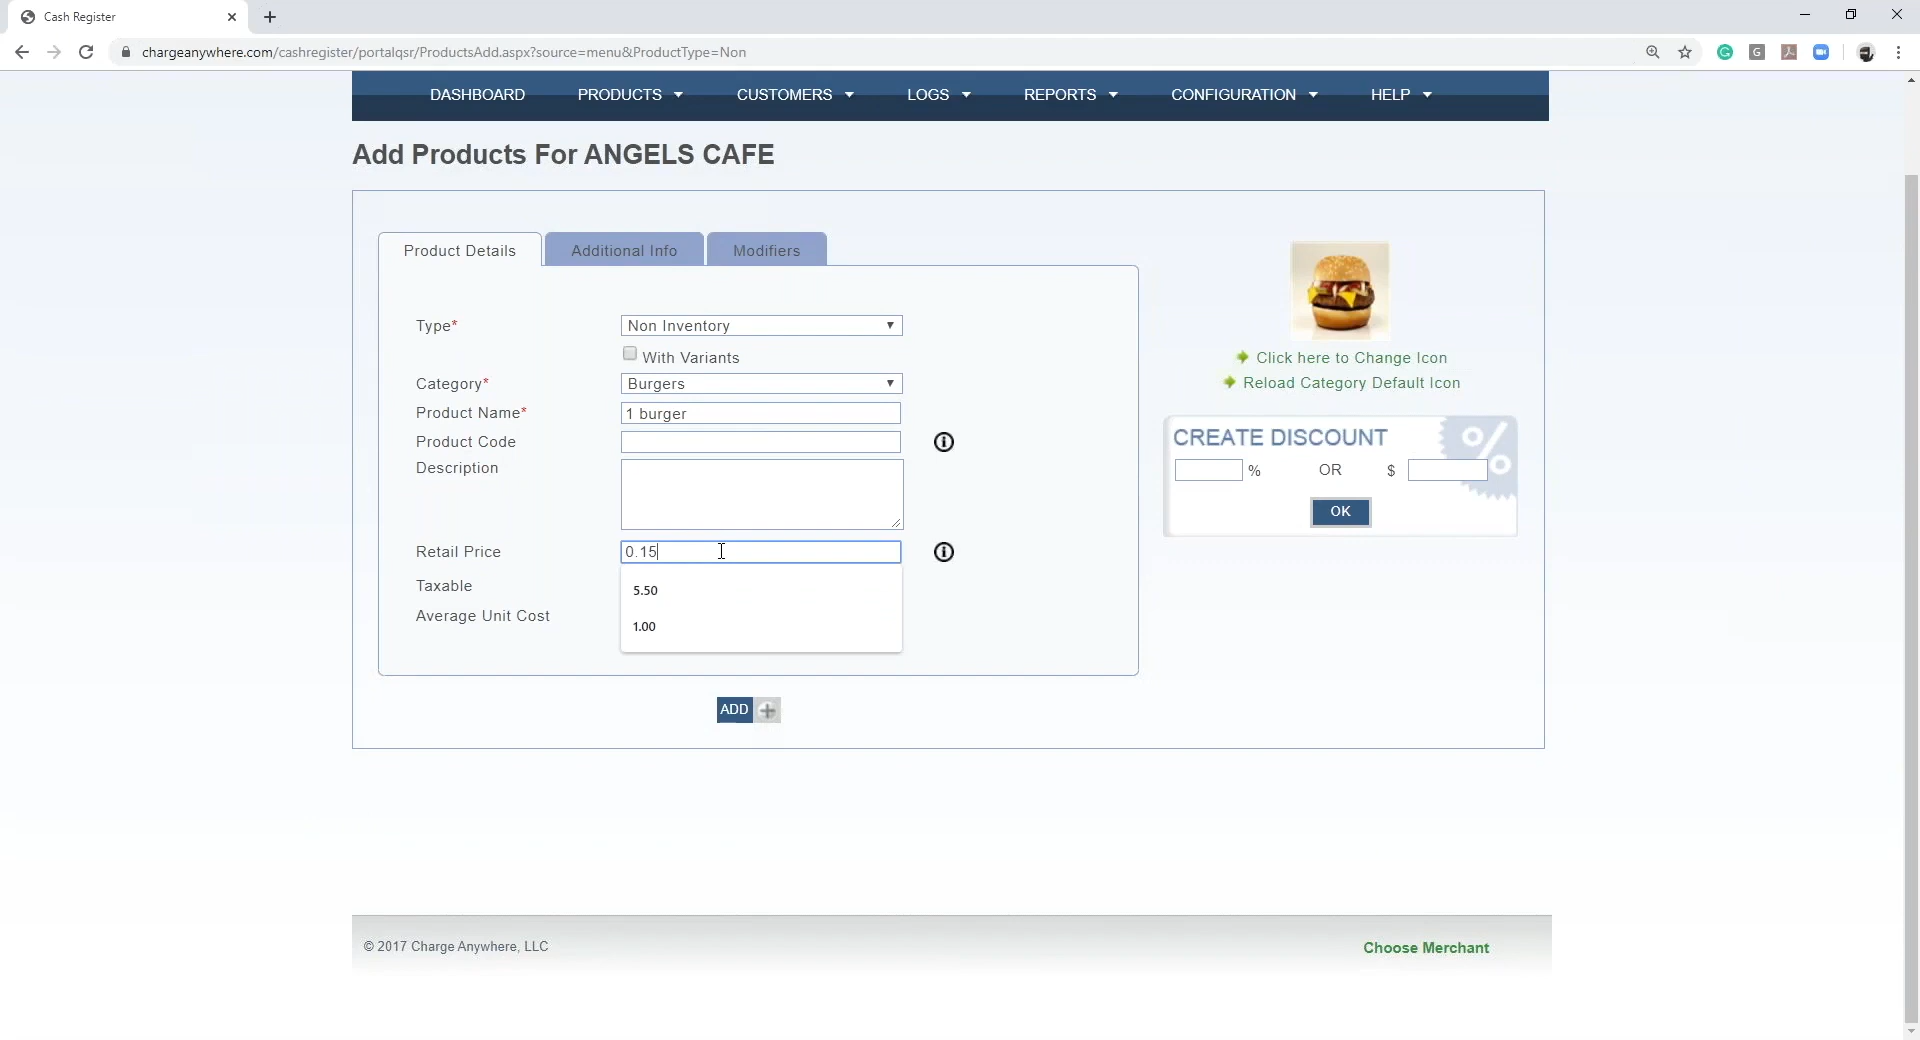 Cash Register
chargeanywhere.com/cashregister/portalqsr/ProductsAdd.aspx?source=menu&ProductType=Non
DASHBOARD PRODUCTS CUSTOMERS LOGS REPORTS CONFIGURATION HELP
Add Products For ANGELS CAFE
Product Details Additional Info Modifiers
Type* Non Inventory
With Variants
Category* Burgers
Product Name* 1 burger
Product Code
Description
Retail Price 0.15
5.50
Taxable
Average Unit Cost
1.00
ADD
Click here to Change Icon
Reload Category Default Icon
CREATE DISCOUNT
% OR $
OK
© 2017 Charge Anywhere, LLC
Choose Merchant